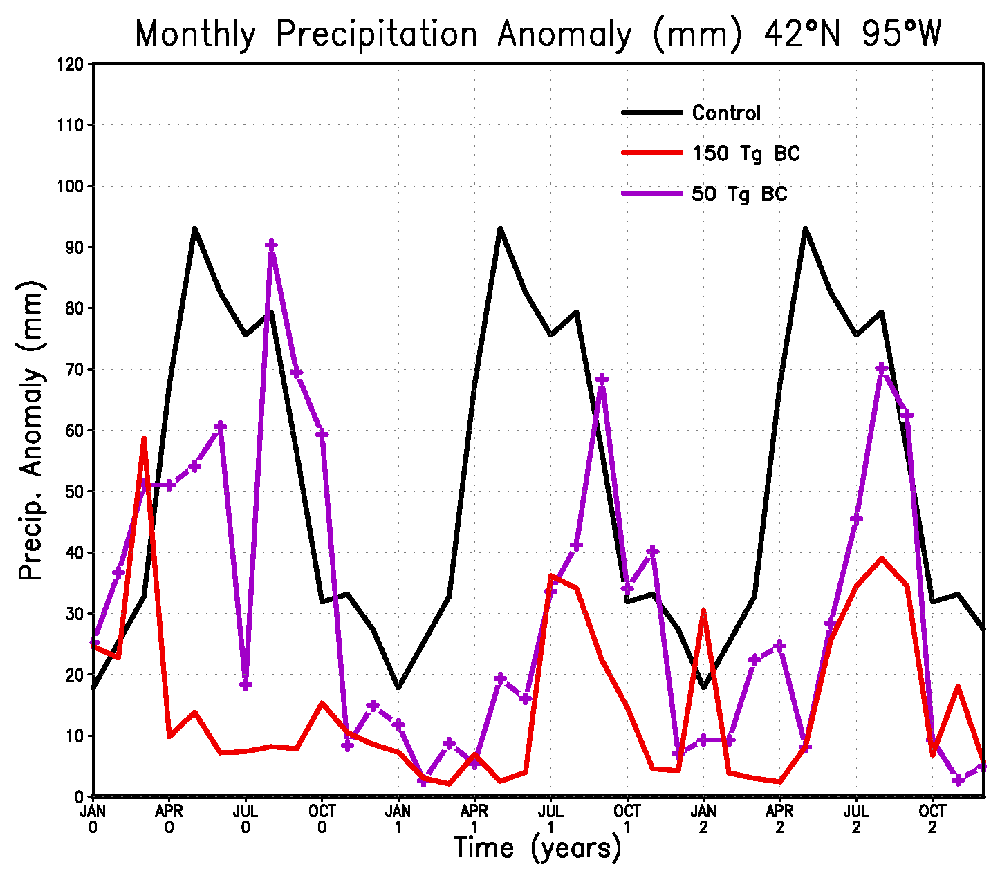 Monthly Precipitation Anomaly (mm) 42°N 95°W
120
110
100
90
80
70
60
50
40
30
20
10
0
Precip. Anomaly (mm)
Control
150 Tg BC
50 Tg BC
JAN APR JUL OCT JAN APR JUL OCT JAN APR JUL OCT
0 0 0 0 1 1 1 1 2 2 2 2
Time (years)